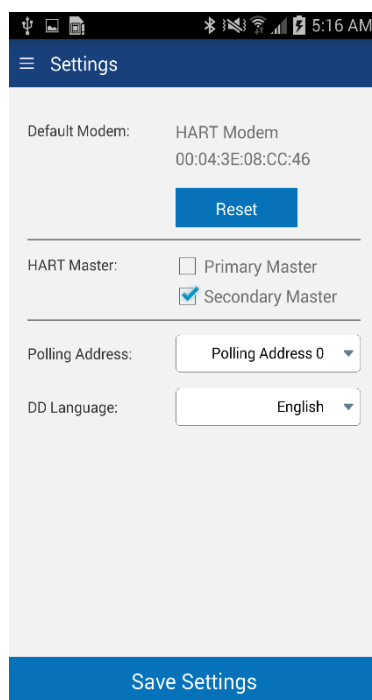 5:16 AM
Settings
Default Modem: HART Modem
00:04:3E:08:CC:46
Reset
HART Master: Primary Master
Secondary Master
Polling Address: Polling Address 0
DD Language: English
Save Settings